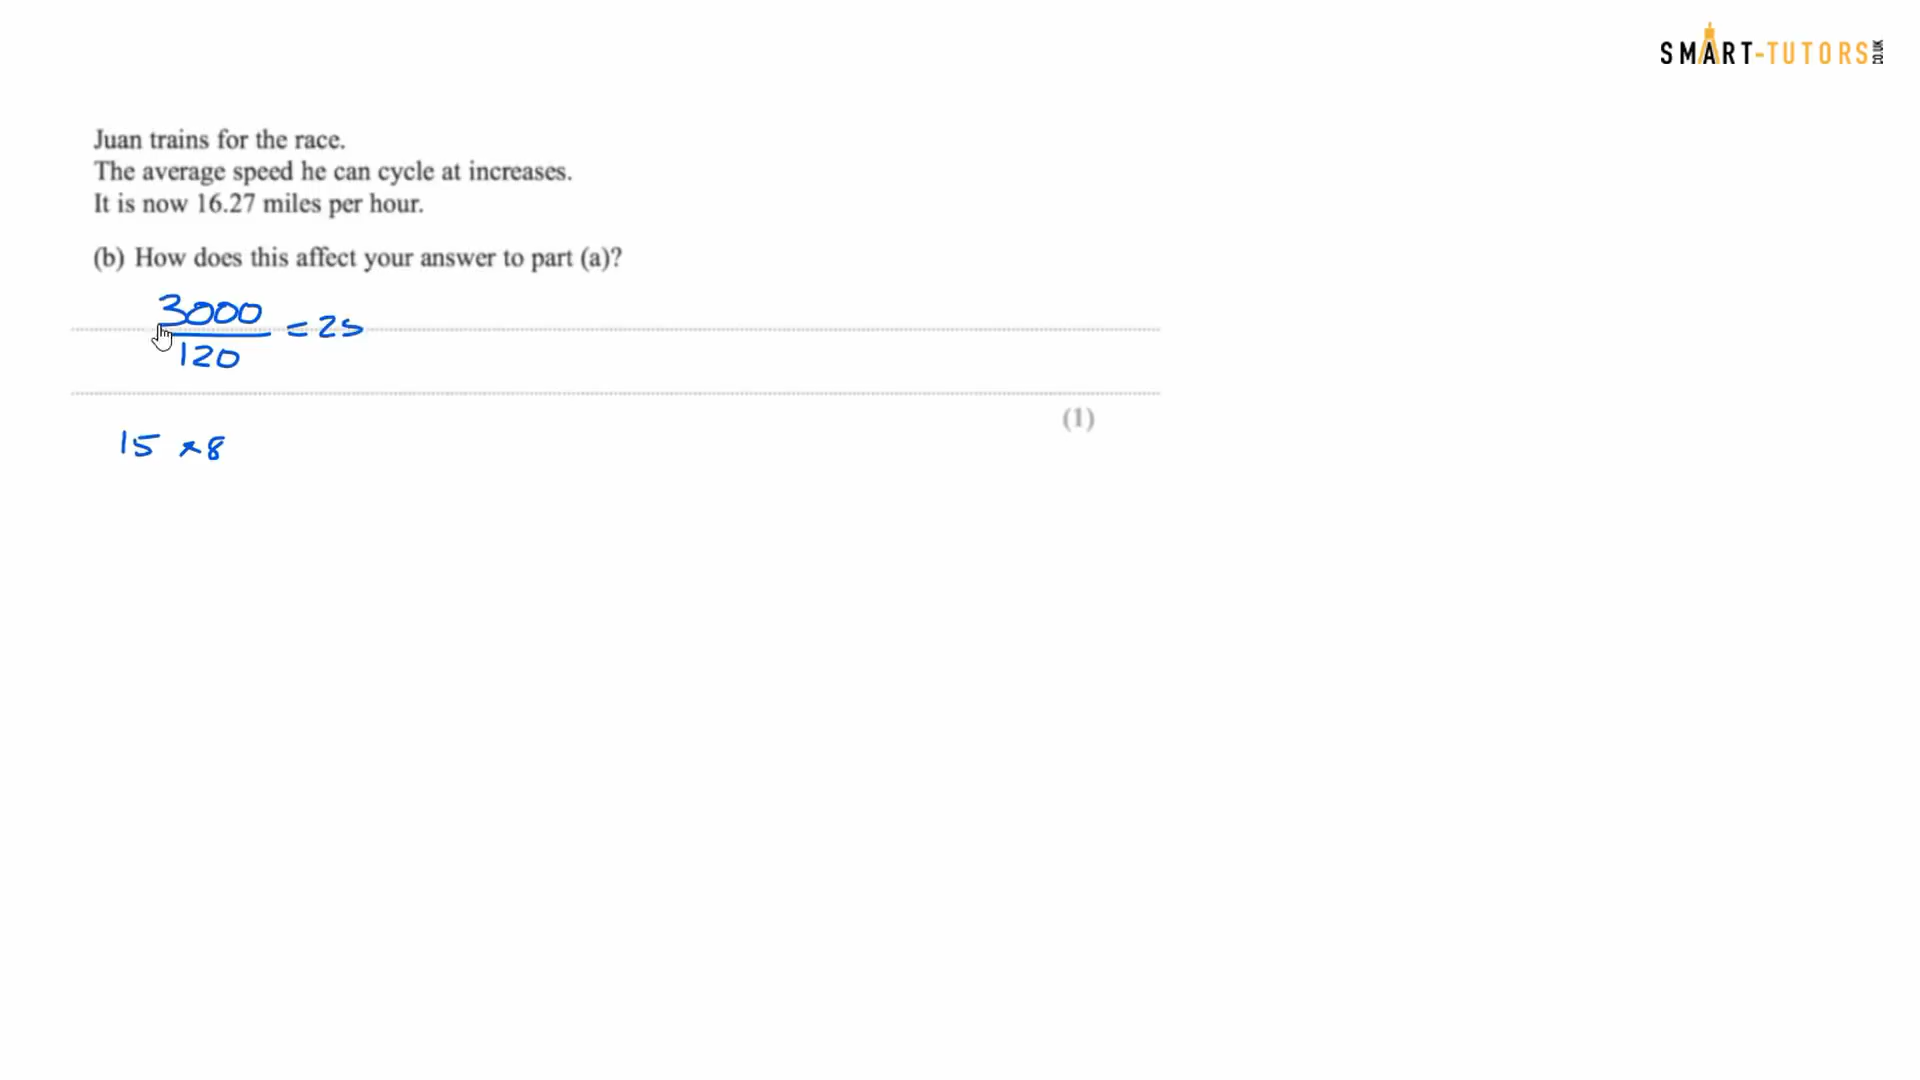 SMART-TUTORS.CO.UK
Juan trains for the race.
The average speed he can cycle at increases.
It is now 16.27 miles per hour.
(b) How does this affect your answer to part (a)?
3000
= 25
120
(1)
15 × 8